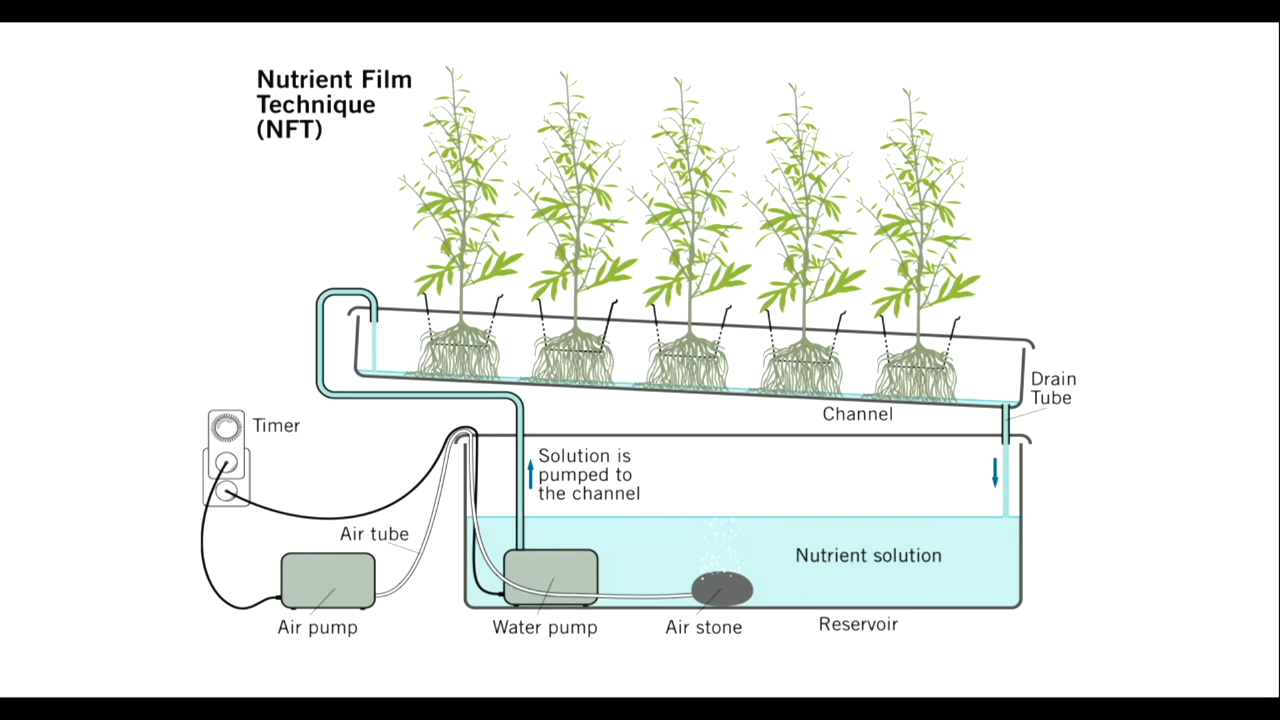 Nutrient Film
Technique
(NFT)
Drain
Tube
Channel
Timer
Solution is
pumped to
the channel
Air tube
Nutrient solution
Air pump
Water pump
Air stone
Reservoir